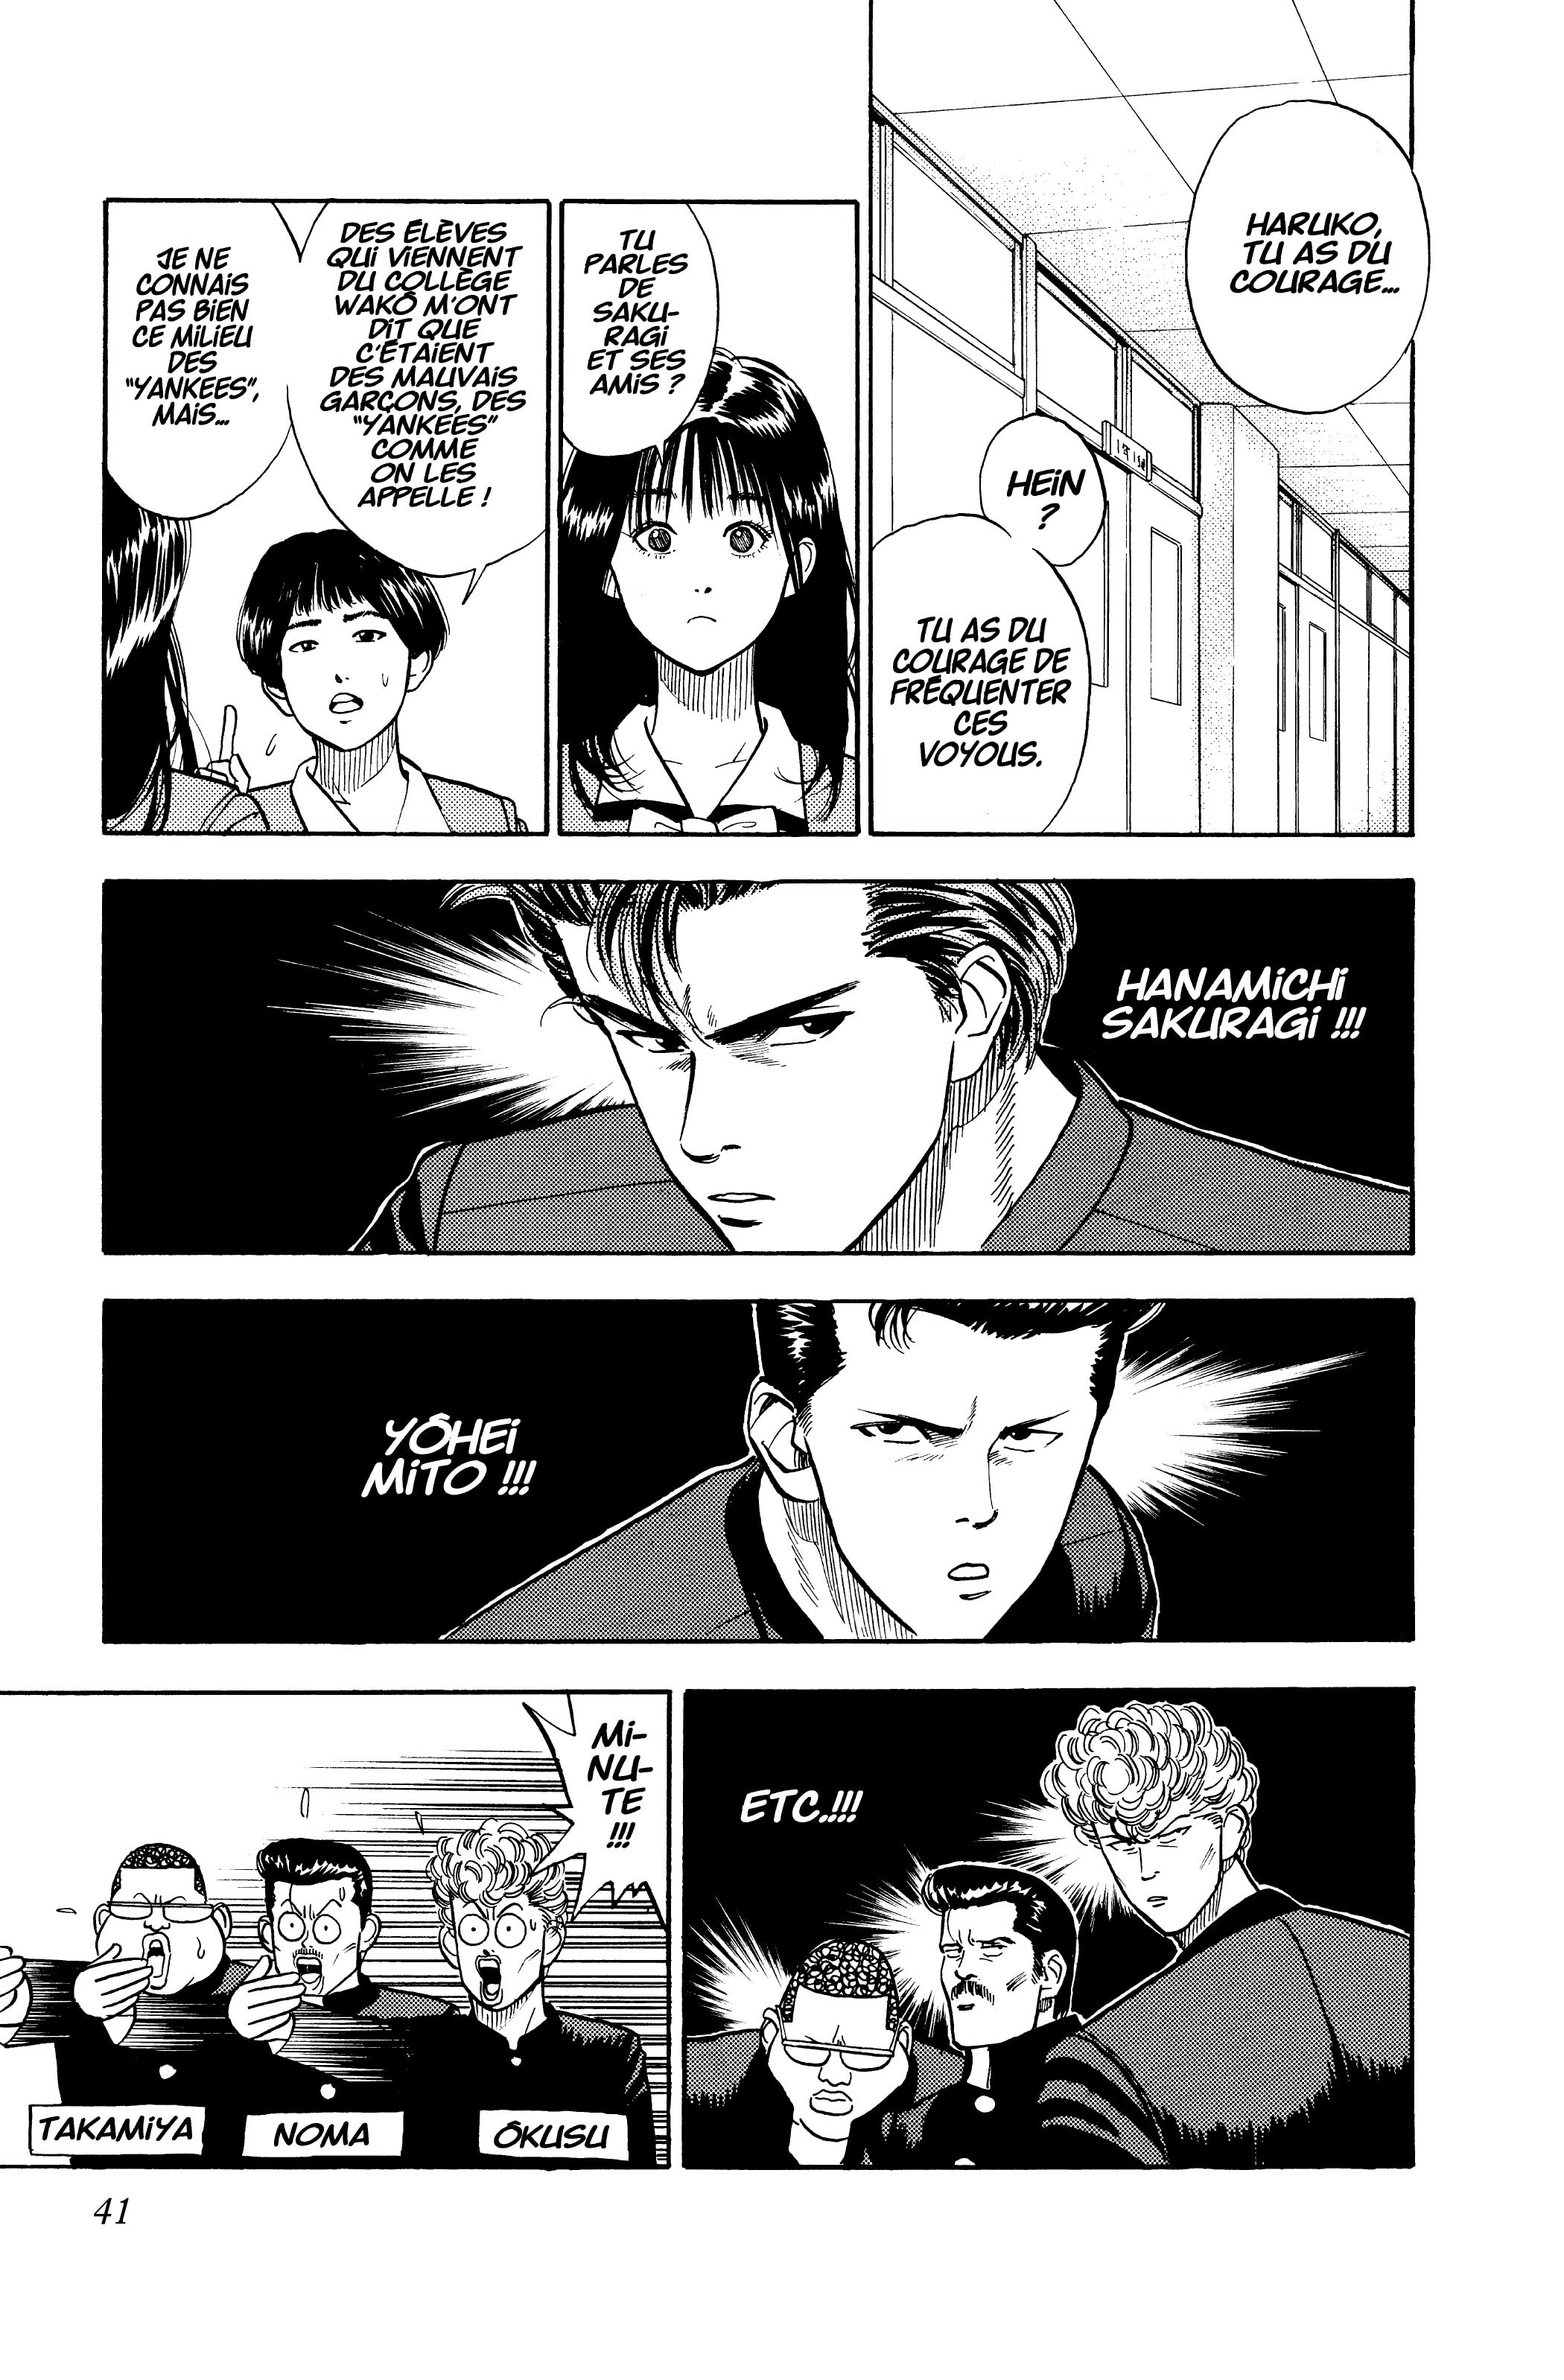 HARUKO,
TU AS DU
COURAGE...
HEIN
?
TU AS DU
COURAGE DE
FRÉQUENTER
CES
VOYOUS.
TU
PARLES
DE
SAKU-
RAGI
ET SES
AMIS ?
DES ÉLÈVES
QUI VIENNENT
DU COLLÈGE
WAKÔ M'ONT
DIT QUE
C'ÉTAIENT
DES MAUVAIS
GARÇONS, DES
"YANKEES"
COMME
ON LES
APPELLE !
JE NE
CONNAIS
PAS BIEN
CE MILIEU
DES
"YANKEES",
MAIS...
HANAMICHI
SAKURAGI !!!
YÔHEI
MITO !!!
ETC.!!!
MI-
NU-
TE
!!!
TAKAMIYA
NOMA
ÔKUSU
41